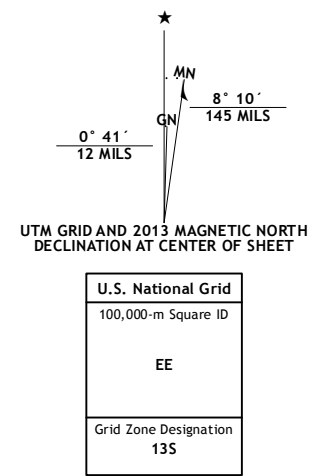 ★
MN
8° 10´
145 MILS
GN
0° 41´
12 MILS
UTM GRID AND 2013 MAGNETIC NORTH
DECLINATION AT CENTER OF SHEET
U.S. National Grid
100,000-m Square ID
EE
Grid Zone Designation
13S